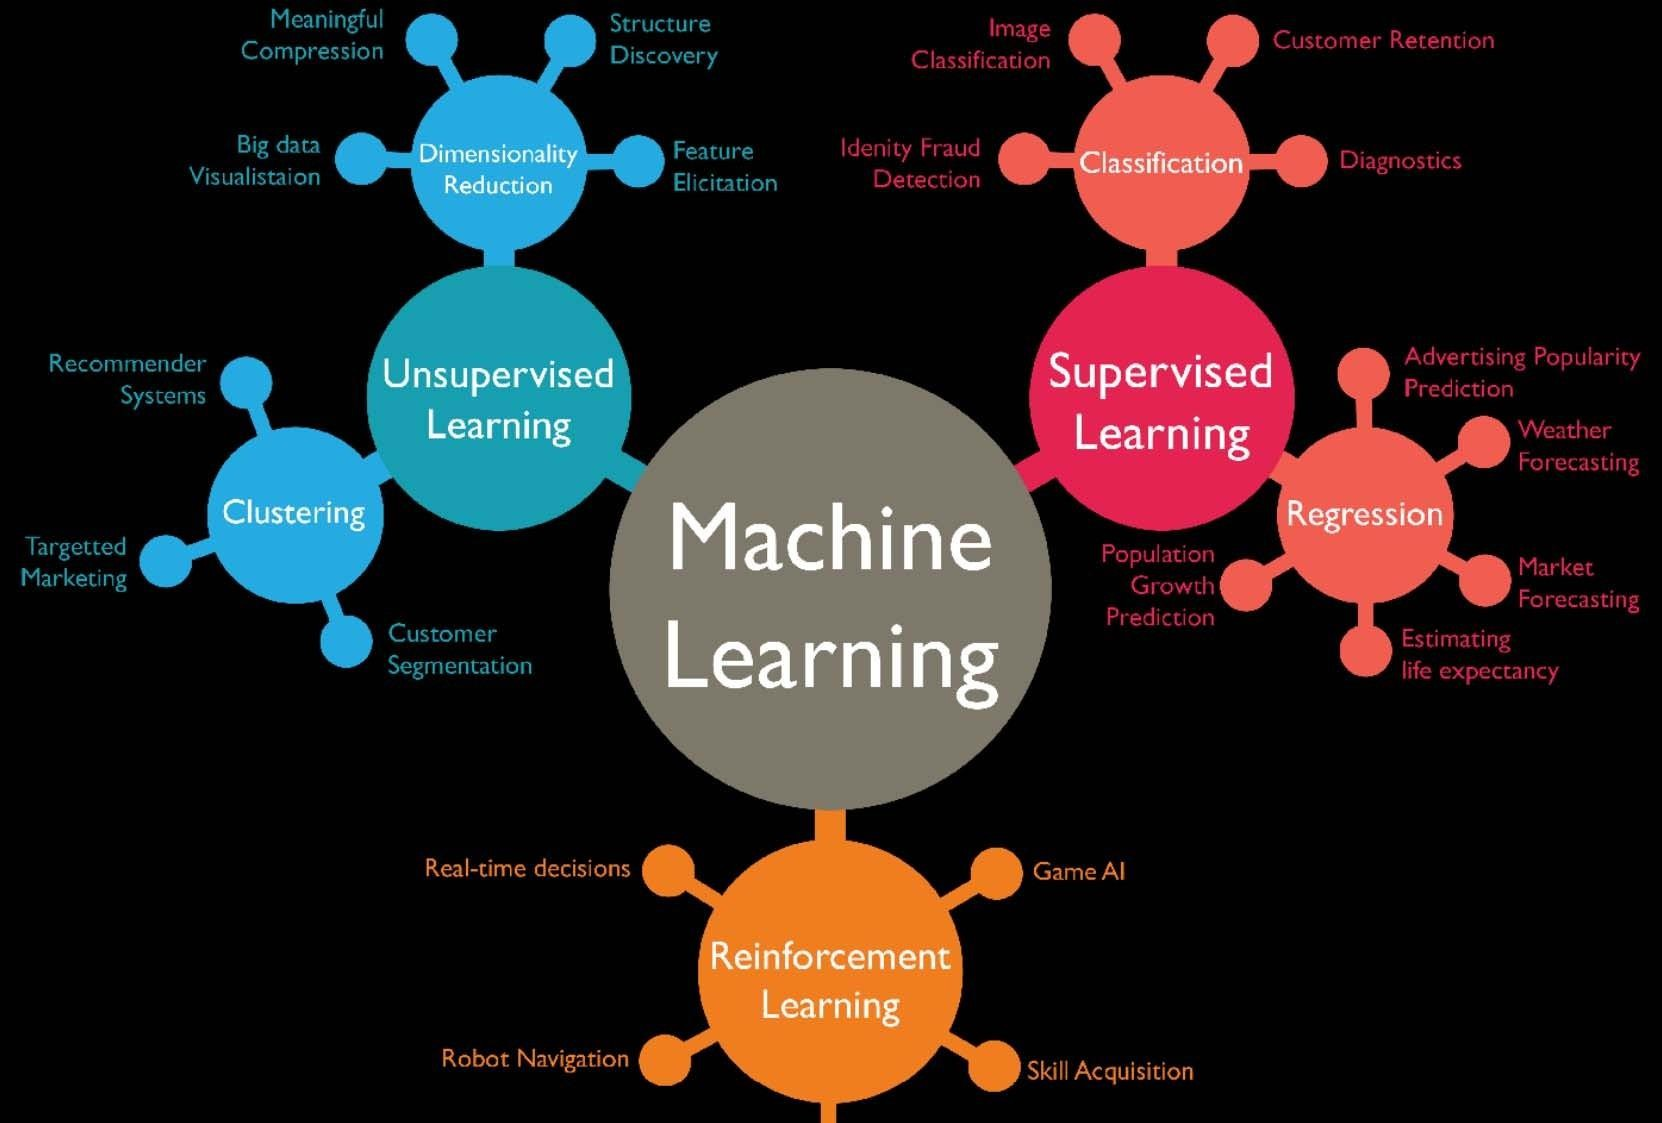 Meaningful
Compression
Structure
Discovery
Big data
Visualistaion
Dimensionality
Reduction
Feature
Elicitation
Image
Classification
Customer Retention
Idenity Fraud
Detection
Classification
Diagnostics
Unsupervised
Learning
Recommender
Systems
Clustering
Targetted
Marketing
Customer
Segmentation
Supervised
Learning
Advertising Popularity
Prediction
Weather
Forecasting
Regression
Population
Growth
Prediction
Market
Forecasting
Estimating
life expectancy
Machine
Learning
Real-time decisions
Game AI
Reinforcement
Learning
Robot Navigation
Skill Acquisition